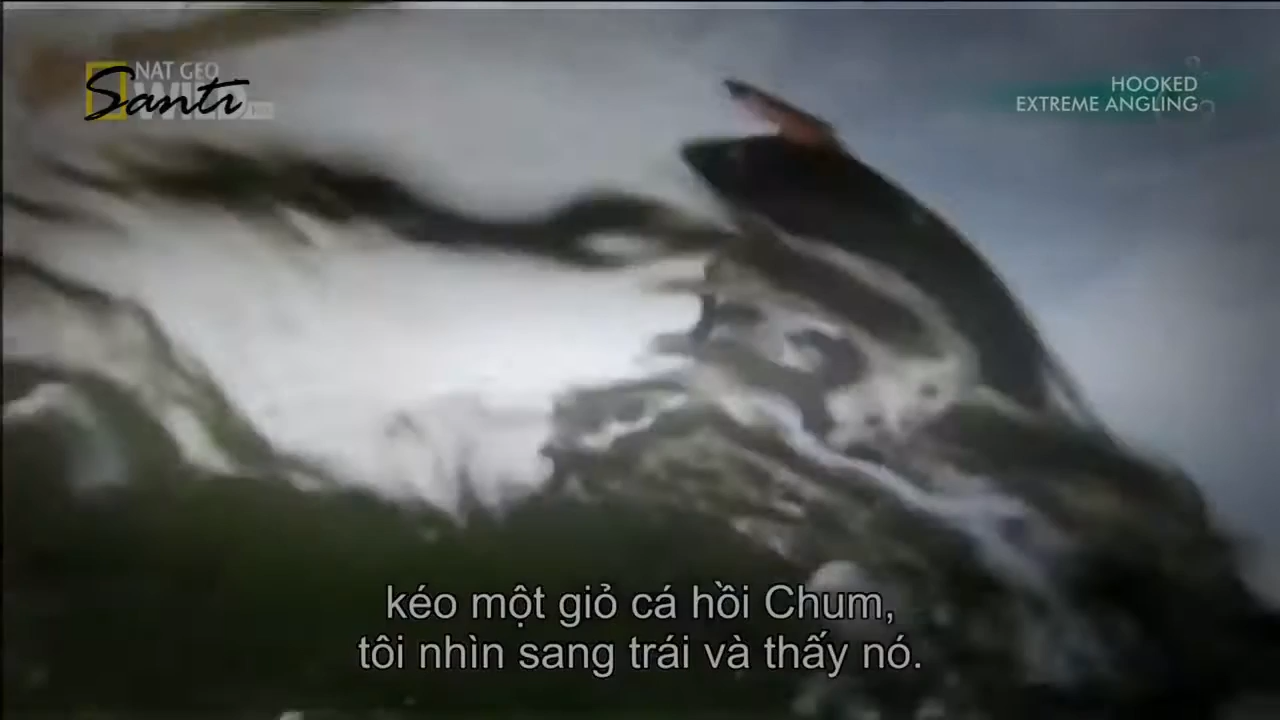 NAT GEO
WILD
Santi
HOOKED
EXTREME ANGLING
kéo một giỏ cá hồi Chum,
tôi nhìn sang trái và thấy nó.